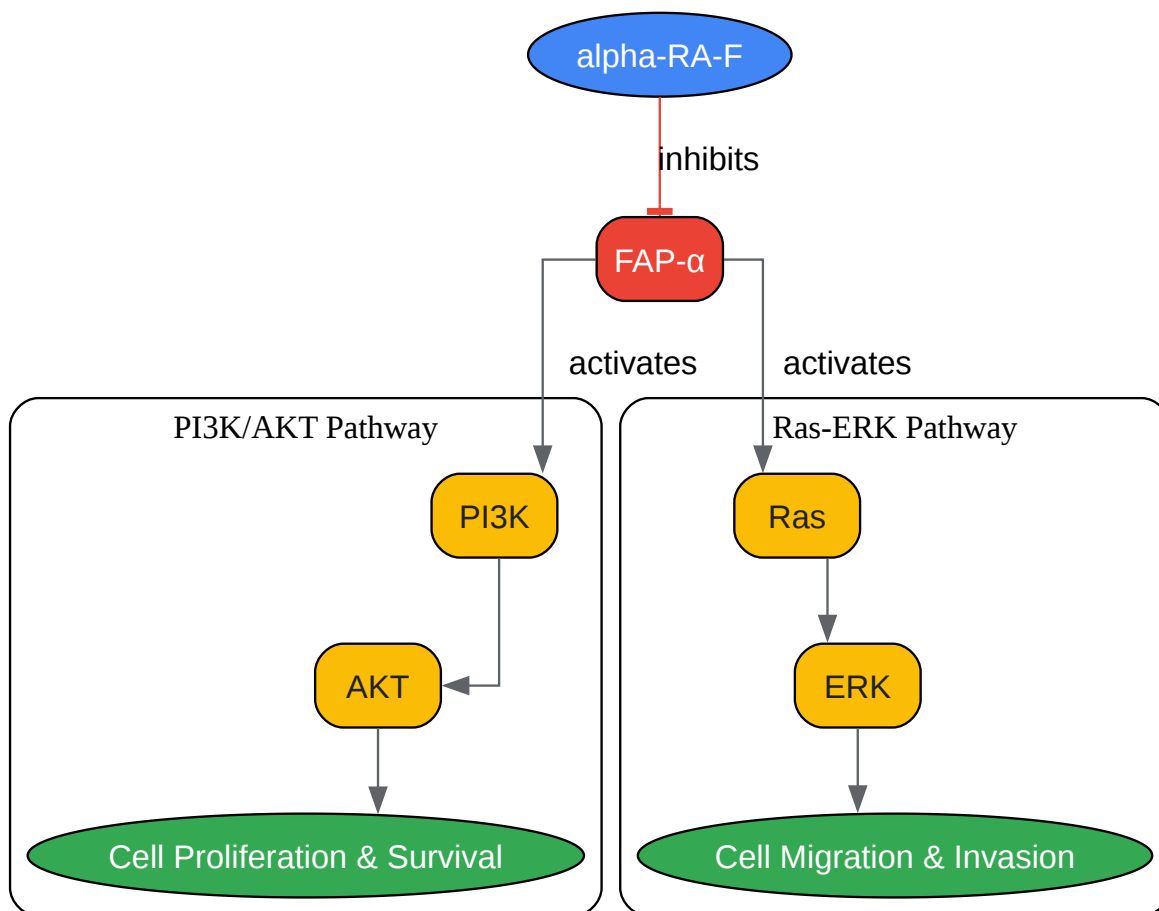 alpha-RA-F
inhibits
FAP-α
activates
activates
PI3K/AKT Pathway
Ras-ERK Pathway
PI3K
Ras
AKT
ERK
Cell Proliferation & Survival
Cell Migration & Invasion